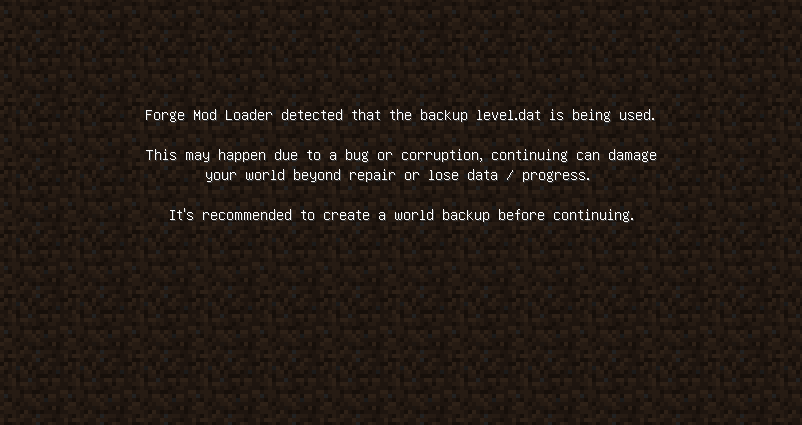 Forge Mod Loader detected that the backup level.dat is being used.
This may happen due to a bug or corruption, continuing can damage
your world beyond repair or lose data / progress.
It's recommended to create a world backup before continuing.